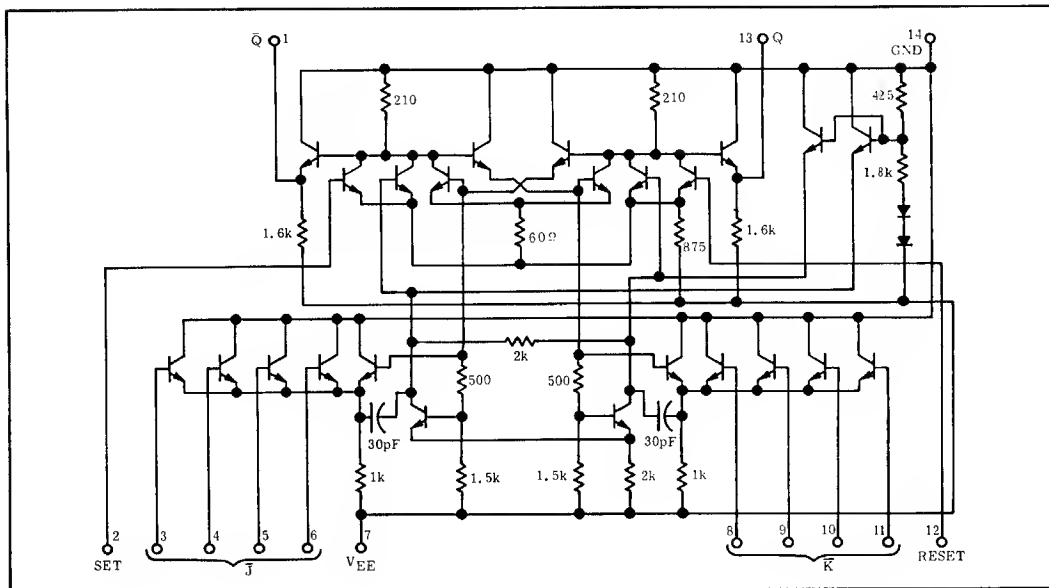 Q̄ 1
13 Q
14
GND
210
210
425
1.8k
1.6k
60Ω
875
1.6k
2k
500
500
30pF
30pF
1k
1.5k
1.5k
2k
1k
2
3
4
5
6
7
8
9
10
11
12
SET
J̄
VEE
K̄
RESET